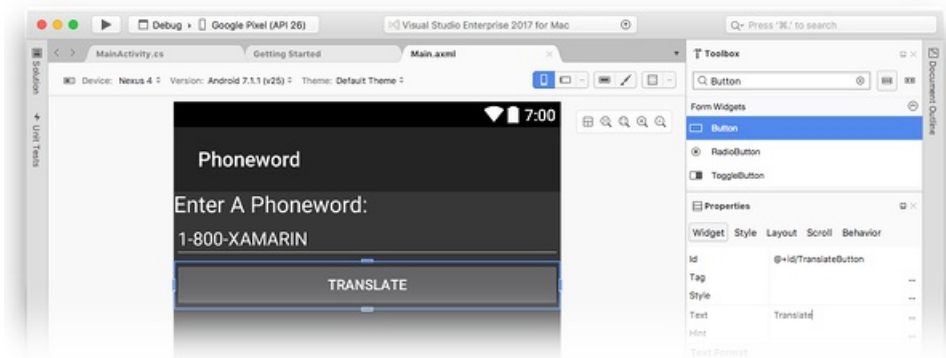 Debug › Google Pixel (API 26)
Visual Studio Enterprise 2017 for Mac
Press '⌘.' to search
Solution
Unit Tests
MainActivity.cs
Getting Started
Main.axml
Device: Nexus 4 Version: Android 7.1.1 (v25) Theme: Default Theme
7:00
Phoneword
Enter A Phoneword:
1-800-XAMARIN
TRANSLATE
Toolbox
Button
Form Widgets
Button
RadioButton
ToggleButton
Properties
Widget Style Layout Scroll Behavior
Id @+id/TranslateButton
Tag
Style
Text Translate
Hint
Text Format
Document Outline